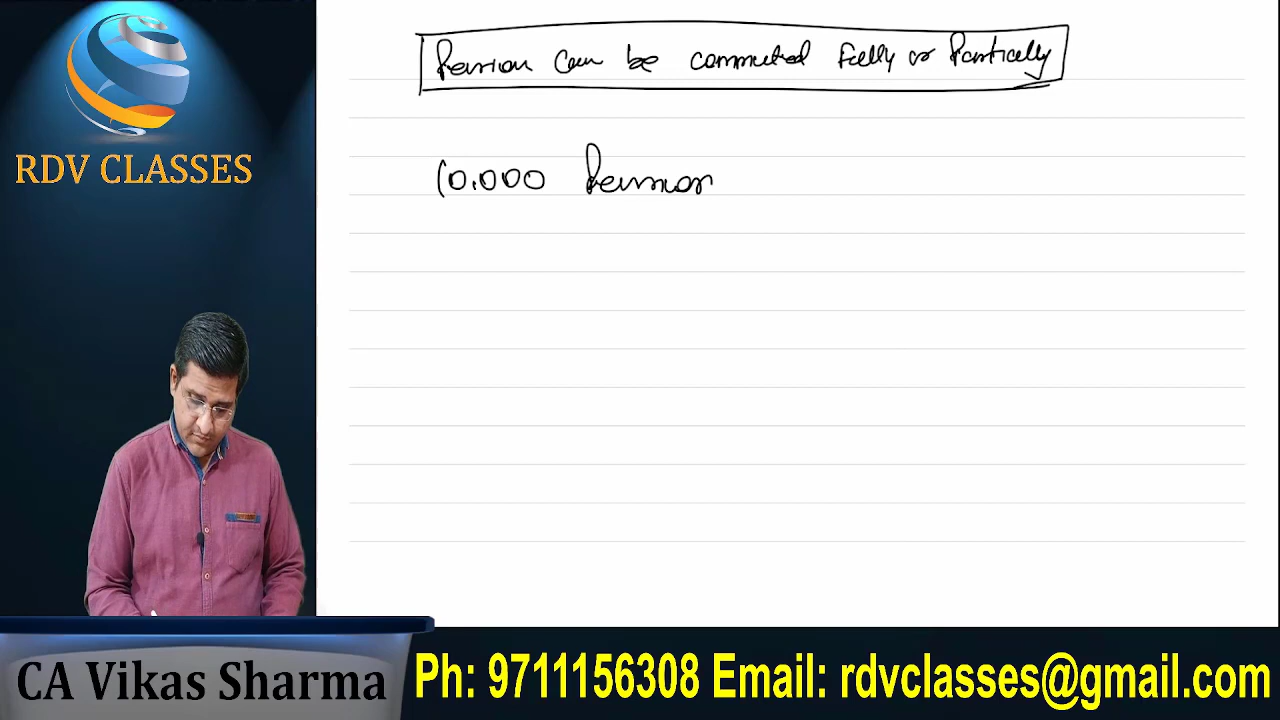 Pension Can be commuted Fully or Partially
10,000 Pension
RDV CLASSES
CA Vikas Sharma
Ph: 9711156308 Email: rdvclasses@gmail.com